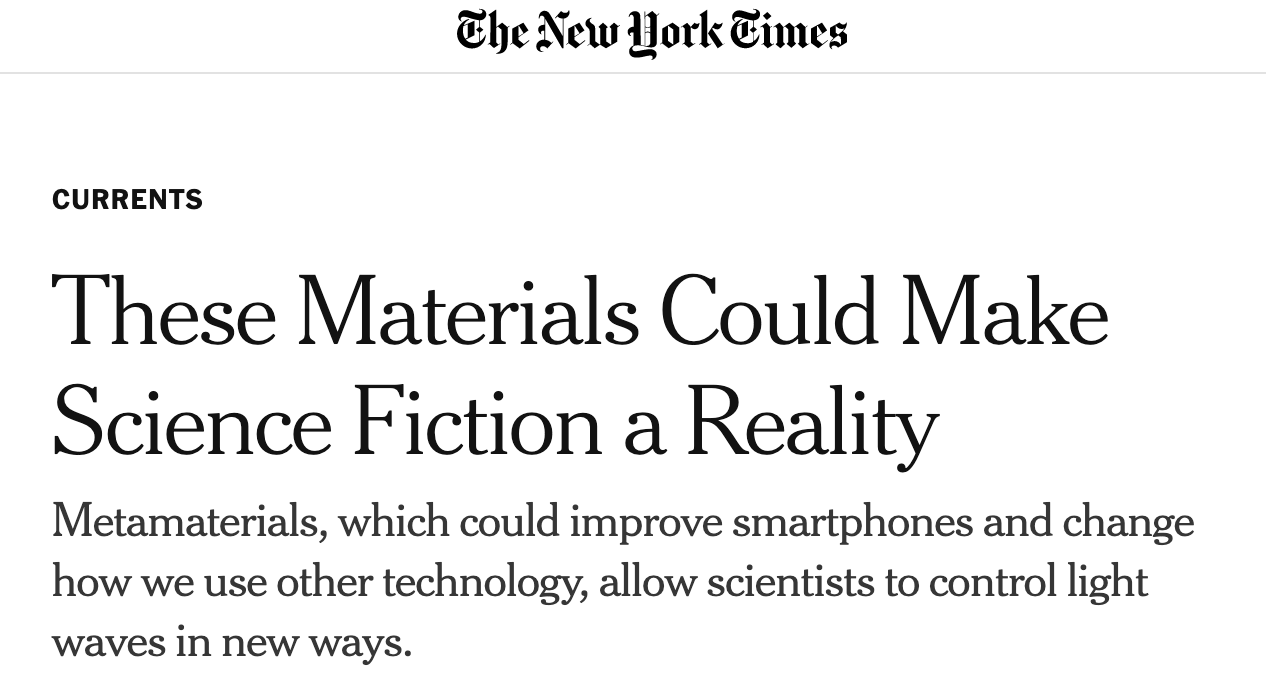 The New York Times
CURRENTS
These Materials Could Make
Science Fiction a Reality
Metamaterials, which could improve smartphones and change
how we use other technology, allow scientists to control light
waves in new ways.